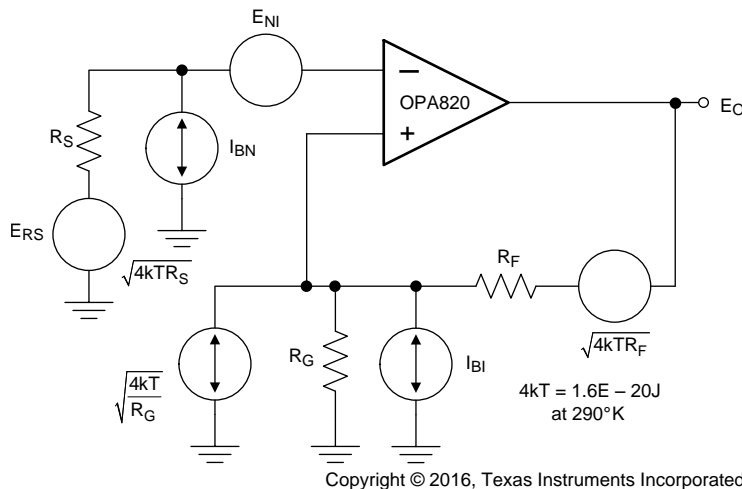 E_NI
−
OPA820
+
E_O
R_S
I_BN
E_RS
√4kTR_S
R_F
√4kTR_F
√4kT/R_G
R_G
I_BI
4kT = 1.6E – 20J
at 290°K
Copyright © 2016, Texas Instruments Incorporated